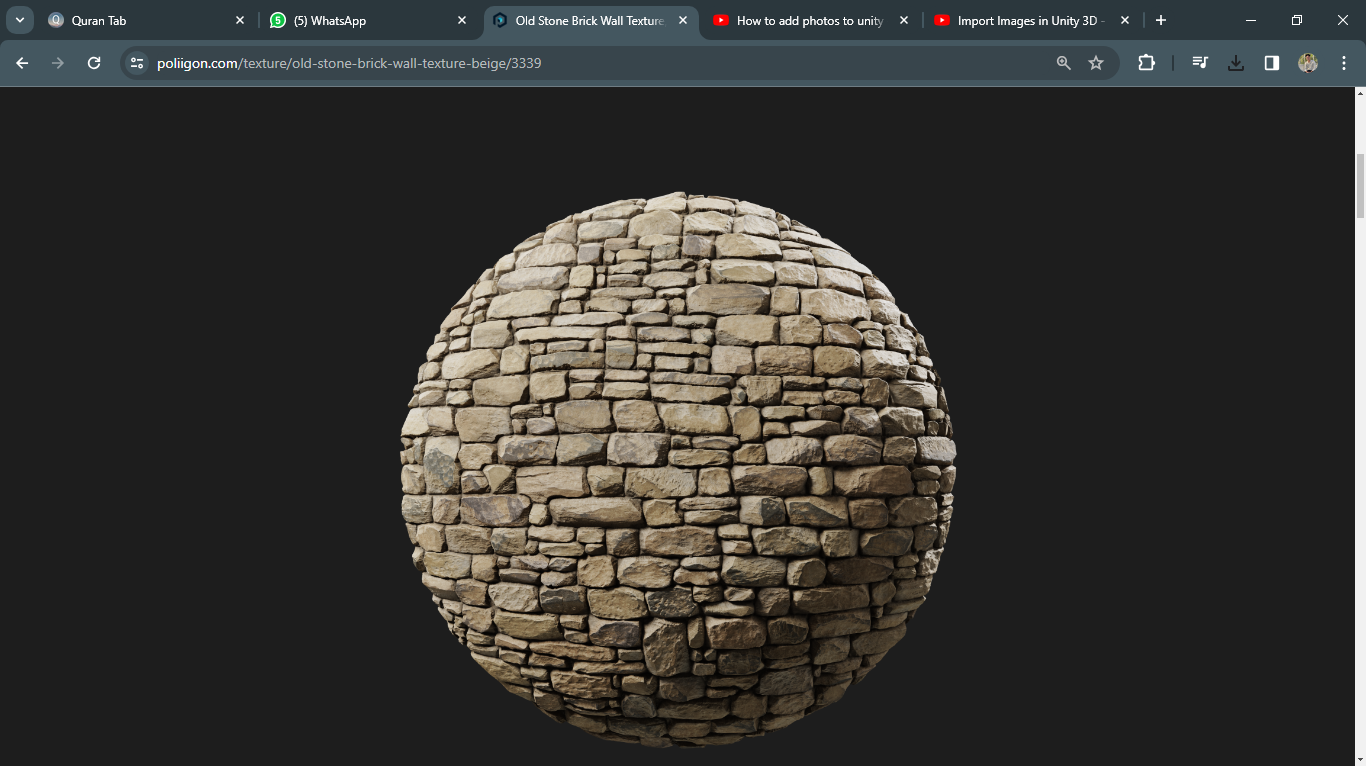 Quran Tab
(5) WhatsApp
Old Stone Brick Wall Texture
How to add photos to unity
Import Images in Unity 3D -
poliigon.com/texture/old-stone-brick-wall-texture-beige/3339